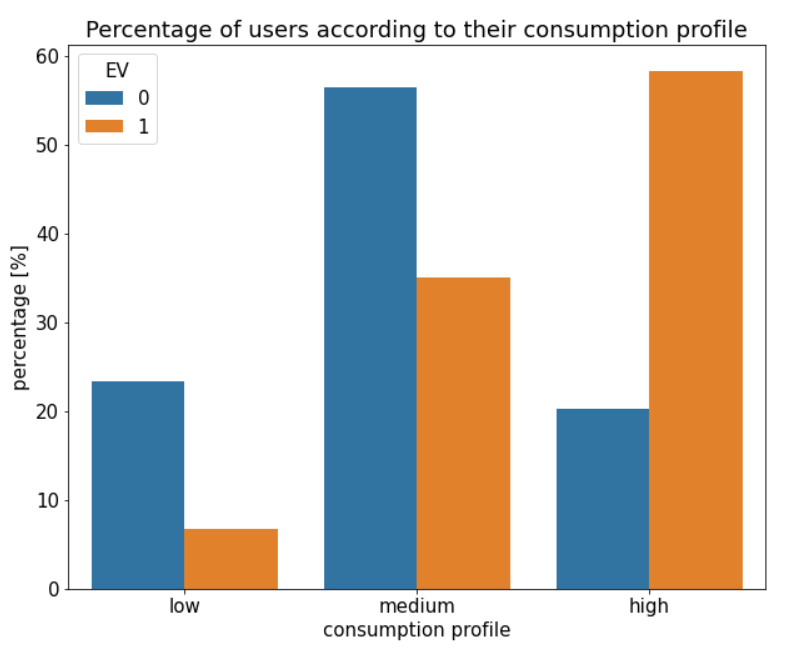 Percentage of users according to their consumption profile
EV
0
1
percentage [%]
60
50
40
30
20
10
0
low medium high
consumption profile